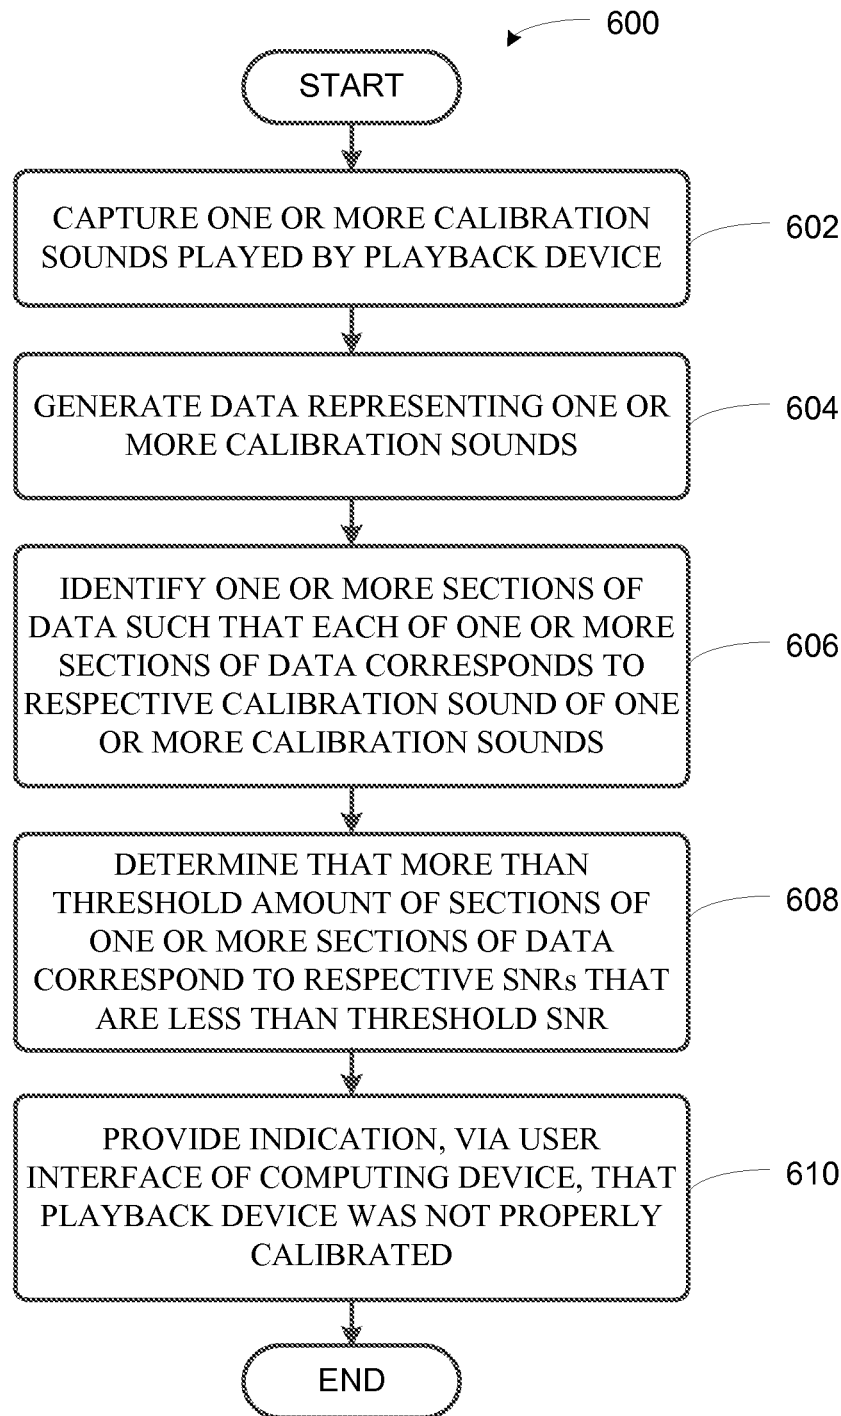 600
START
CAPTURE ONE OR MORE CALIBRATION
SOUNDS PLAYED BY PLAYBACK DEVICE
602
GENERATE DATA REPRESENTING ONE OR
MORE CALIBRATION SOUNDS
604
IDENTIFY ONE OR MORE SECTIONS OF
DATA SUCH THAT EACH OF ONE OR MORE
SECTIONS OF DATA CORRESPONDS TO
RESPECTIVE CALIBRATION SOUND OF ONE
OR MORE CALIBRATION SOUNDS
606
DETERMINE THAT MORE THAN
THRESHOLD AMOUNT OF SECTIONS OF
ONE OR MORE SECTIONS OF DATA
CORRESPOND TO RESPECTIVE SNRs THAT
ARE LESS THAN THRESHOLD SNR
608
PROVIDE INDICATION, VIA USER
INTERFACE OF COMPUTING DEVICE, THAT
PLAYBACK DEVICE WAS NOT PROPERLY
CALIBRATED
610
END